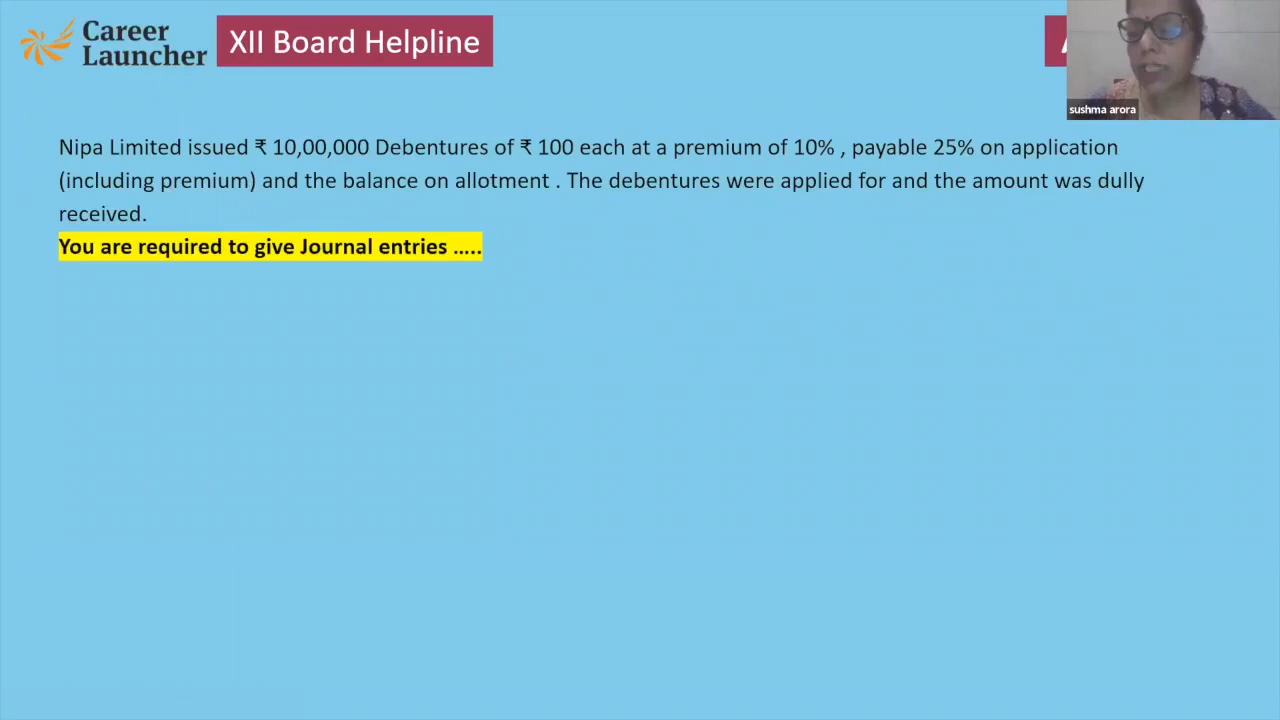 Career
Launcher
XII Board Helpline
sushma arora
Nipa Limited issued ₹ 10,00,000 Debentures of ₹ 100 each at a premium of 10% , payable 25% on application
(including premium) and the balance on allotment . The debentures were applied for and the amount was dully
received.
You are required to give Journal entries …..